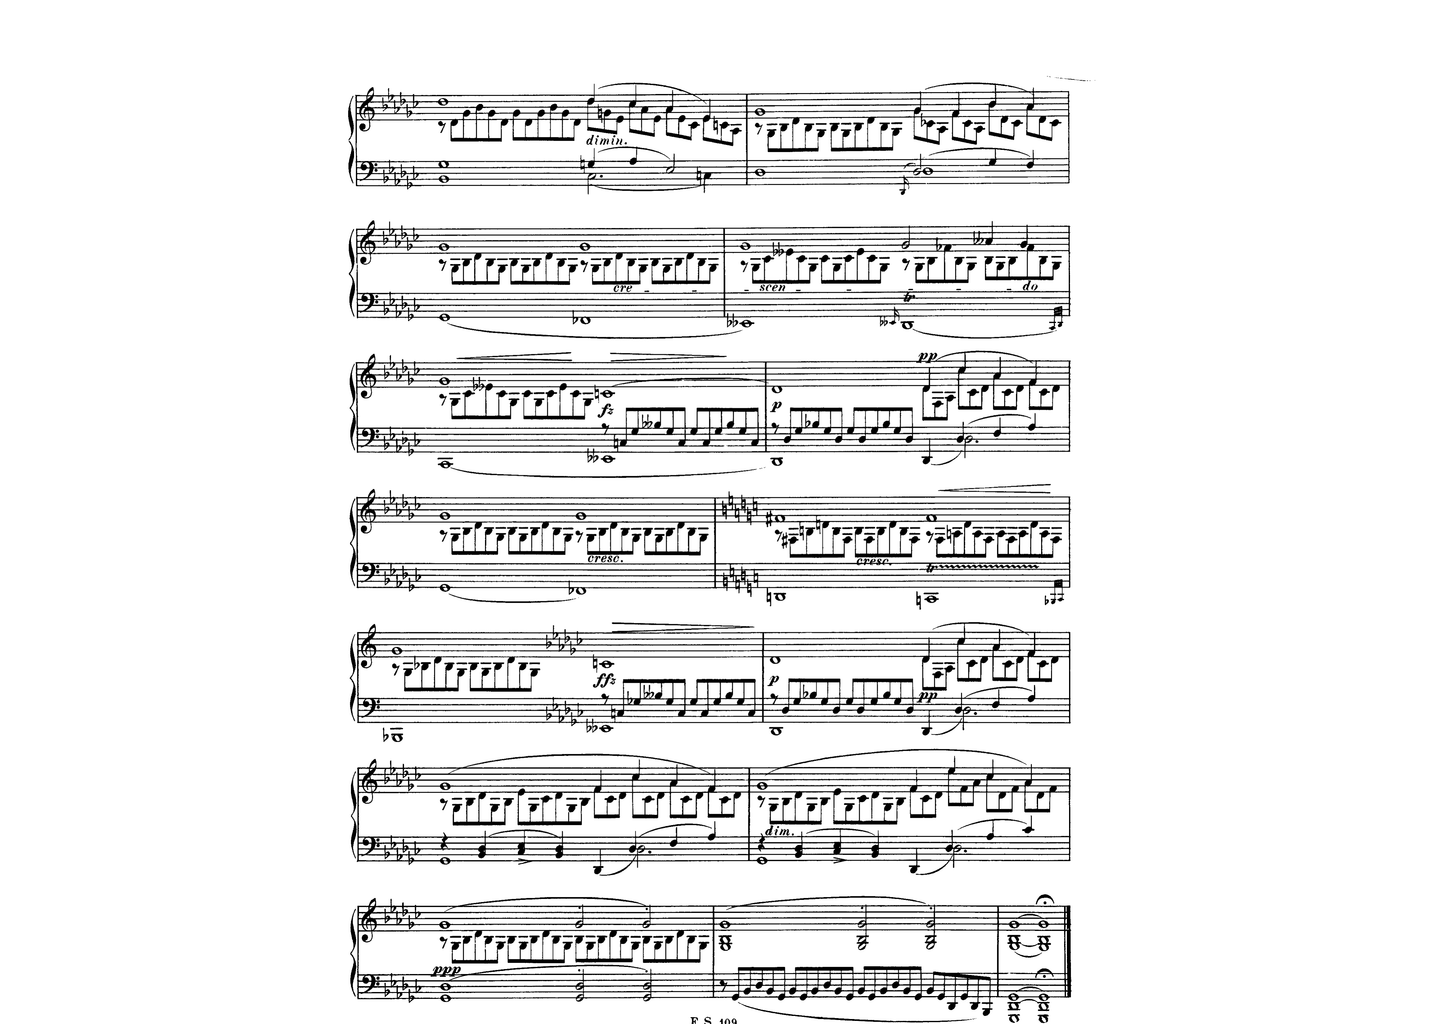 dimin.
cre - - scen - - - do
tr
pp
fz p
cresc. cresc.
tr
ffz p pp
dim.
ppp
E.S. 109